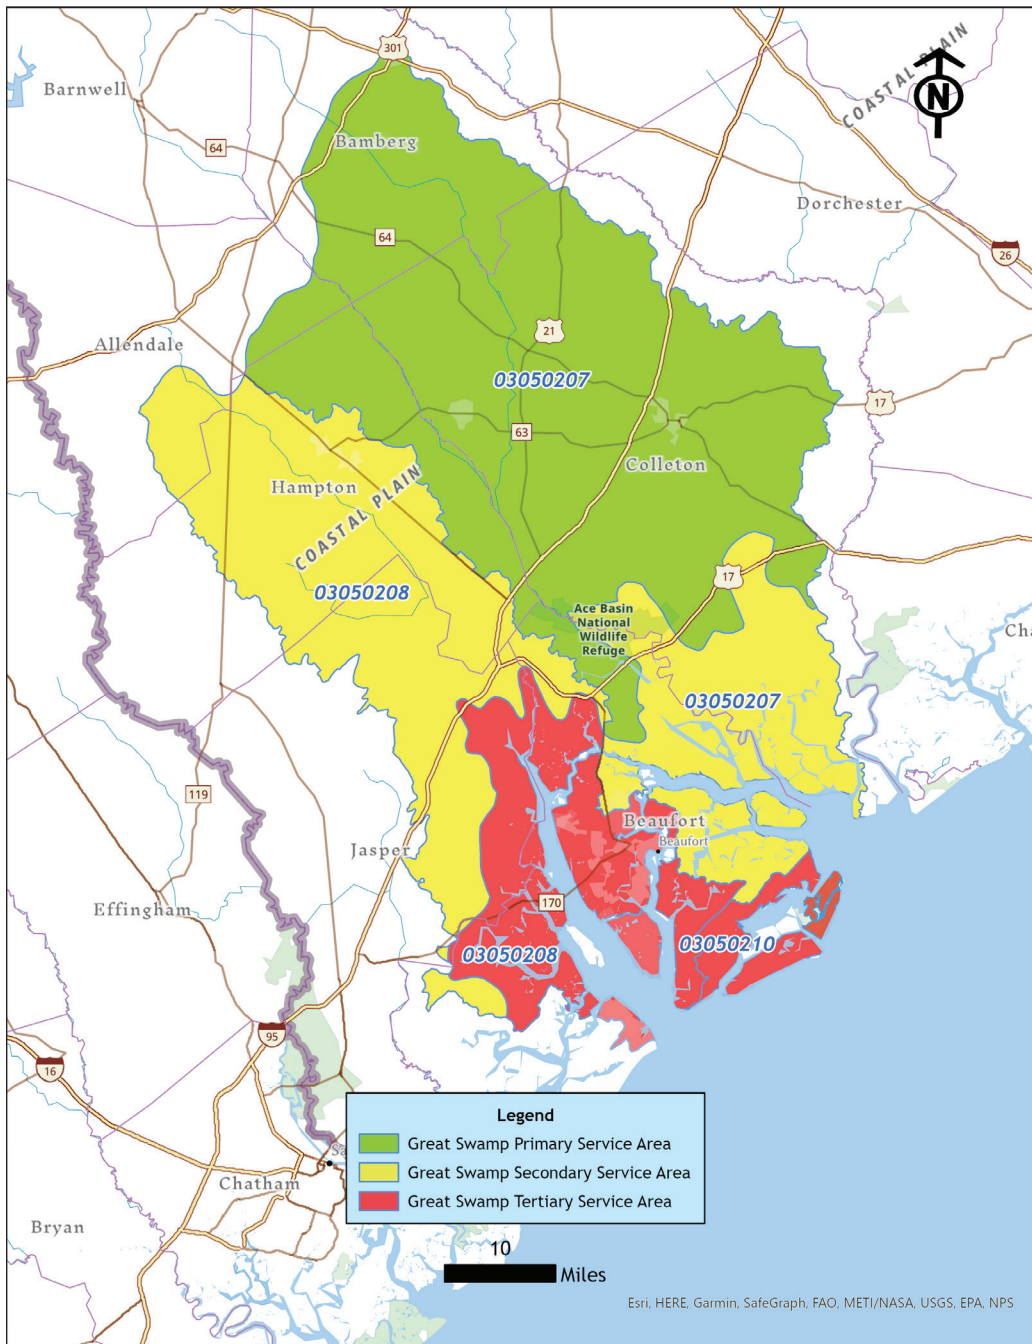 301
COASTAL PLAIN
N
Barnwell
64
Bamberg
Dorchester
64
26
21
Allendale
03050207
17
63
Colleton
Hampton
COASTAL PLAIN
17
03050208
Ace Basin
National
Wildlife
Refuge
Cha
03050207
119
Beaufort
Beaufort
Jasper
170
Effingham
03050208
03050210
95
16
Legend
Great Swamp Primary Service Area
Sa
Great Swamp Secondary Service Area
Chatham
Great Swamp Tertiary Service Area
Bryan
10
Miles
Esri, HERE, Garmin, SafeGraph, FAO, METI/NASA, USGS, EPA, NPS